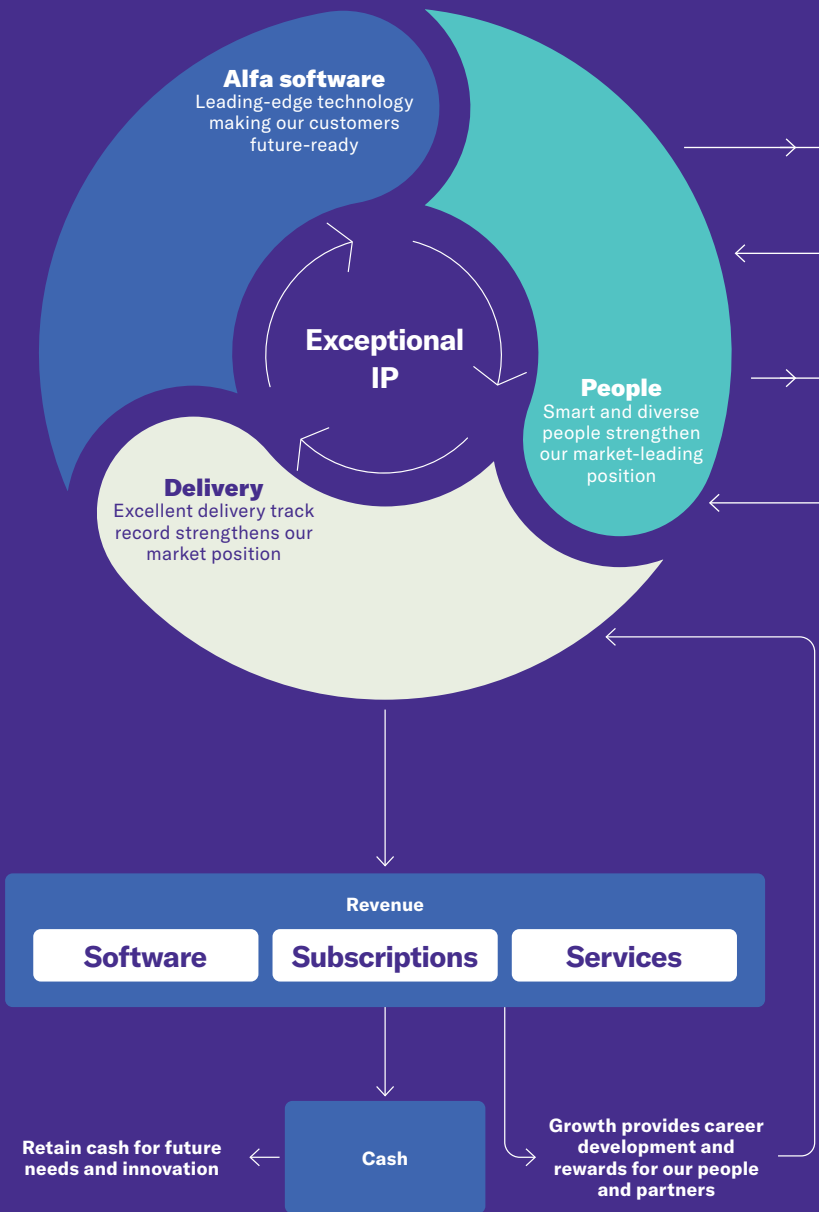 Alfa software
Leading-edge technology
making our customers
future-ready
Exceptional
IP
People
Smart and diverse
people strengthen
our market-leading
position
Delivery
Excellent delivery track
record strengthens our
market position
Revenue
Software
Subscriptions
Services
Retain cash for future
needs and innovation
Cash
Growth provides career
development and
rewards for our people
and partners